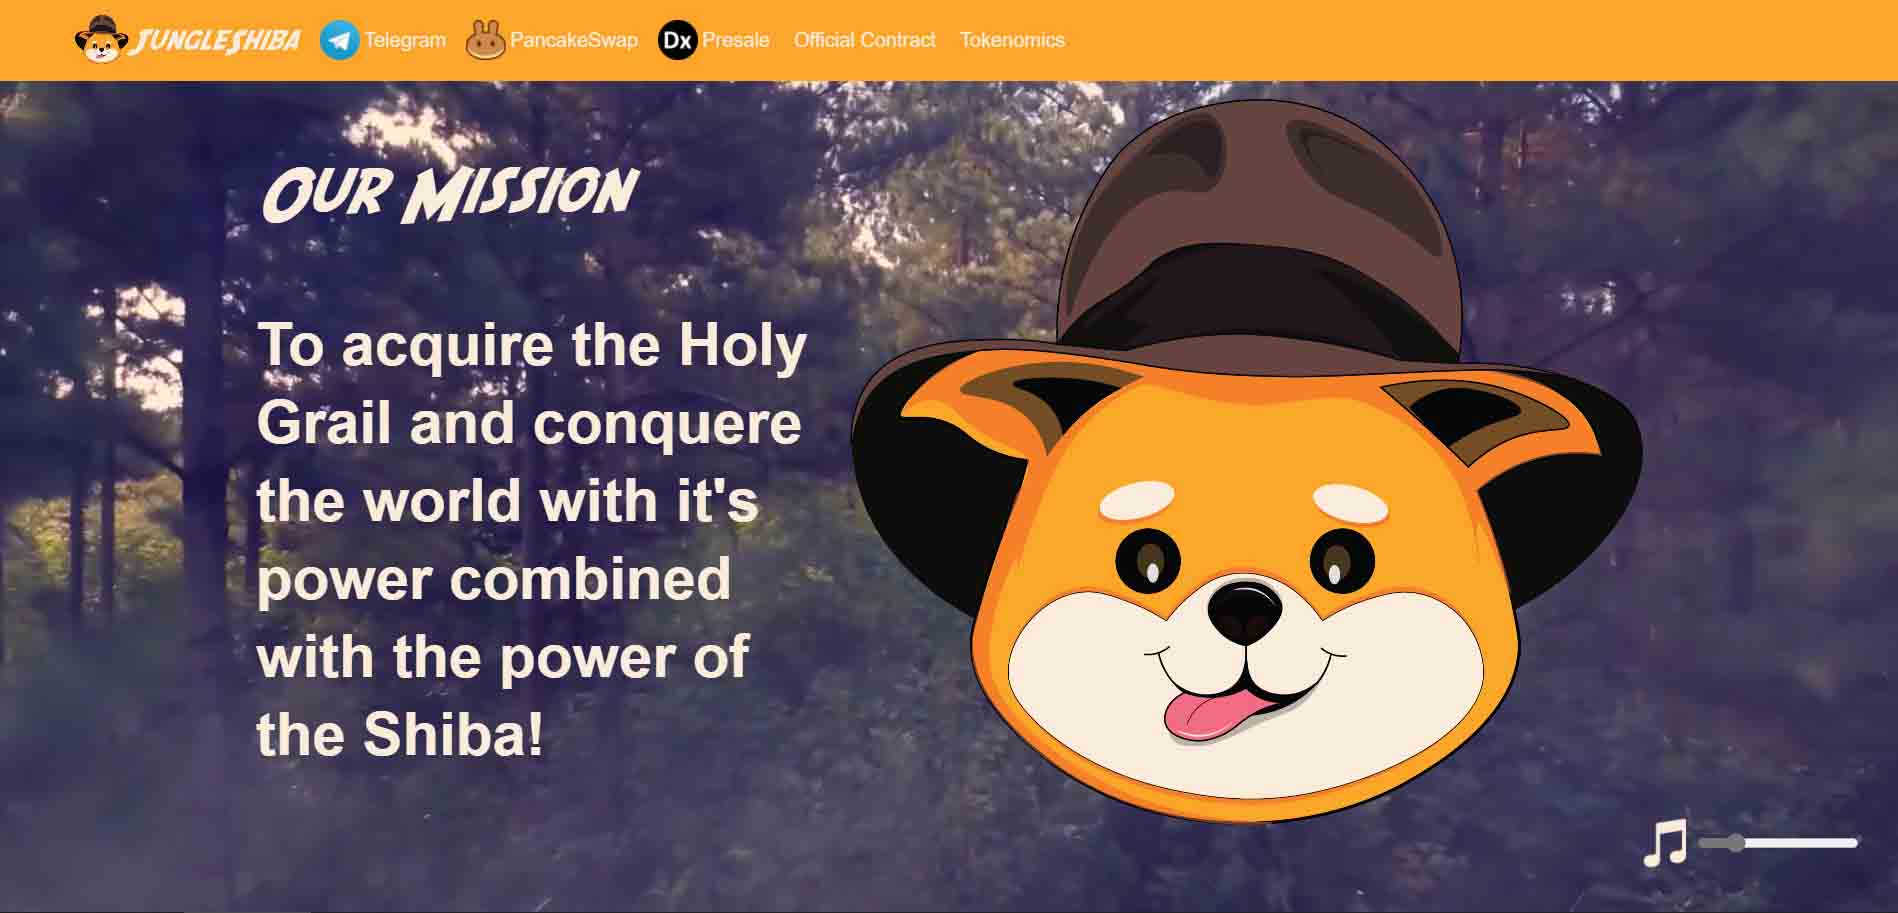 JUNGLESHIBA Telegram PancakeSwap Dx Presale Official Contract Tokenomics
OUR MISSION
To acquire the Holy
Grail and conquere
the world with it's
power combined
with the power of
the Shiba!